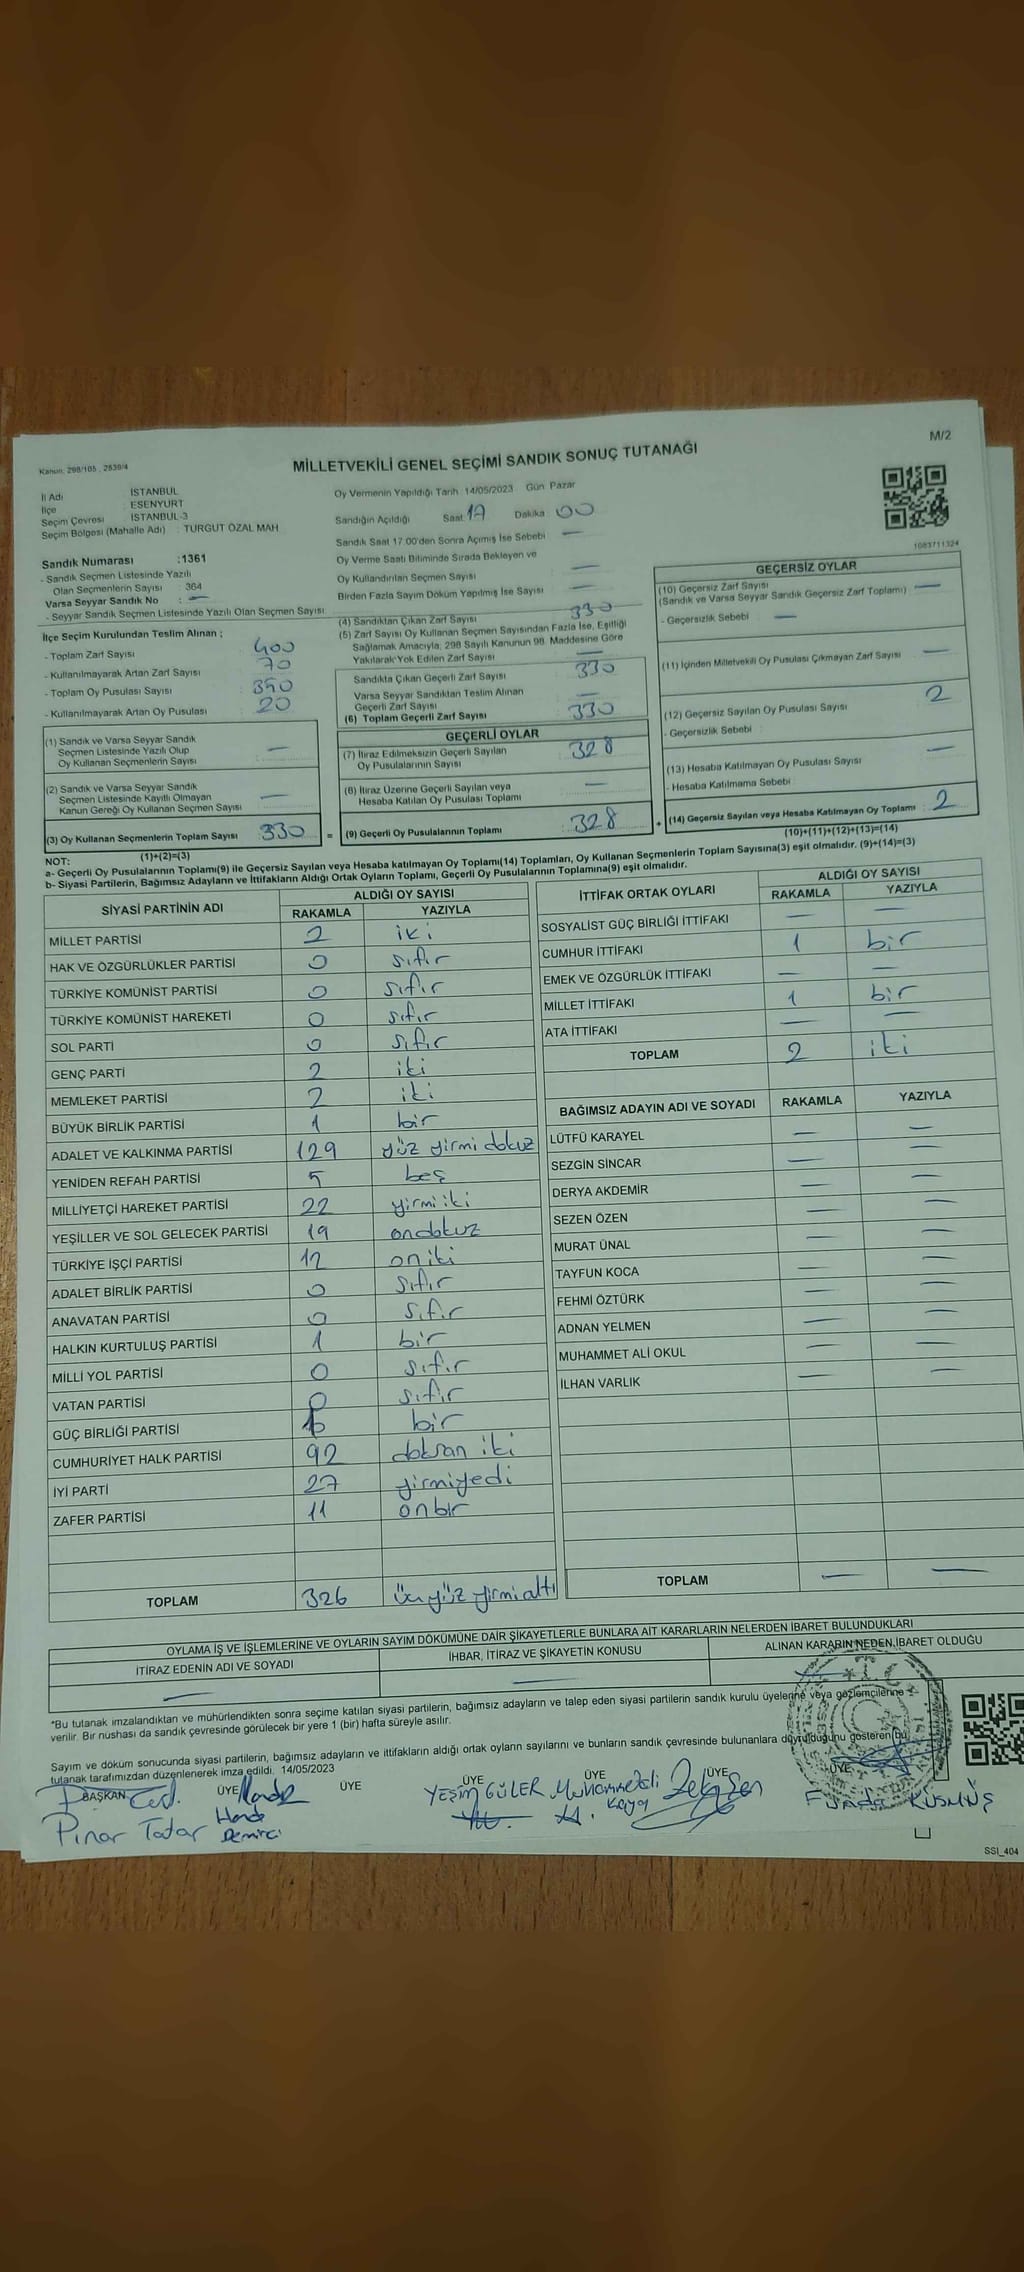 M/2
Kanun, 298/105 , 2839/4
MİLLETVEKİLİ GENEL SEÇİMİ SANDIK SONUÇ TUTANAĞI
İl Adı İSTANBUL
İlçe : ESENYURT
Seçim Çevresi İSTANBUL-3
Seçim Bölgesi (Mahalle Adı) : TURGUT ÖZAL MAH
Sandık Numarası :1361
- Sandık Seçmen Listesinde Yazılı
Olan Seçmenlerin Sayısı : 364
Varsa Seyyar Sandık No : —
- Seyyar Sandık Seçmen Listesinde Yazılı Olan Seçmen Sayısı
Oy Vermenin Yapıldığı Tarih 14/05/2023 Gün Pazar
Sandığın Açıldığı Saat 17 Dakika 00
Sandık Saat 17.00'den Sonra Açılmış İse Sebebi —
Oy Verme Saati Bitiminde Sırada Bekleyen ve
Oy Kullandırılan Seçmen Sayısı —
Birden Fazla Sayım Döküm Yapılmış İse Sayısı —
1083711324
İlçe Seçim Kurulundan Teslim Alınan ;
- Toplam Zarf Sayısı 400
- Kullanılmayarak Artan Zarf Sayısı 70
- Toplam Oy Pusulası Sayısı 350
- Kullanılmayarak Artan Oy Pusulası 20
(4) Sandıktan Çıkan Zarf Sayısı 330
(5) Zarf Sayısı Oy Kullanan Seçmen Sayısından Fazla İse, Eşitliği
Sağlamak Amacıyla, 298 Sayılı Kanunun 98. Maddesine Göre
Yakılarak Yok Edilen Zarf Sayısı —
Sandıkta Çıkan Geçerli Zarf Sayısı 330
Varsa Seyyar Sandıktan Teslim Alınan
Geçerli Zarf Sayısı —
(6) Toplam Geçerli Zarf Sayısı 330
GEÇERSİZ OYLAR
(10) Geçersiz Zarf Sayısı —
(Sandık ve Varsa Seyyar Sandık Geçersiz Zarf Toplamı)
- Geçersizlik Sebebi —
(11) İçinden Milletvekili Oy Pusulası Çıkmayan Zarf Sayısı —
(12) Geçersiz Sayılan Oy Pusulası Sayısı 2
- Geçersizlik Sebebi
(13) Hesaba Katılmayan Oy Pusulası Sayısı —
- Hesaba Katılmama Sebebi
(14) Geçersiz Sayılan veya Hesaba Katılmayan Oy Toplamı 2
(10)+(11)+(12)+(13)=(14)
(1) Sandık ve Varsa Seyyar Sandık
Seçmen Listesinde Yazılı Olup
Oy Kullanan Seçmenlerin Sayısı —
(2) Sandık ve Varsa Seyyar Sandık
Seçmen Listesinde Kayıtlı Olmayan
Kanun Gereği Oy Kullanan Seçmen Sayısı —
(3) Oy Kullanan Seçmenlerin Toplam Sayısı 330 =
(1)+(2)=(3)
GEÇERLİ OYLAR
(7) İtiraz Edilmeksizin Geçerli Sayılan
Oy Pusulalarının Sayısı 328
(8) İtiraz Üzerine Geçerli Sayılan veya
Hesaba Katılan Oy Pusulası Toplamı —
(9) Geçerli Oy Pusulalarının Toplamı 328 +
NOT:
a- Geçerli Oy Pusulalarının Toplamı(9) ile Geçersiz Sayılan veya Hesaba katılmayan Oy Toplamı(14) Toplamları, Oy Kullanan Seçmenlerin Toplam Sayısına(3) eşit olmalıdır. (9)+(14)=(3)
b- Siyasi Partilerin, Bağımsız Adayların ve İttifakların Aldığı Ortak Oyların Toplamı, Geçerli Oy Pusulalarının Toplamına(9) eşit olmalıdır.
SİYASİ PARTİNİN ADI ALDIĞI OY SAYISI
RAKAMLA YAZIYLA
MİLLET PARTİSİ 2 iki
HAK VE ÖZGÜRLÜKLER PARTİSİ 0 sıfır
TÜRKİYE KOMÜNİST PARTİSİ 0 sıfır
TÜRKİYE KOMÜNİST HAREKETİ 0 sıfır
SOL PARTİ 0 sıfır
GENÇ PARTİ 2 iki
MEMLEKET PARTİSİ 2 iki
BÜYÜK BİRLİK PARTİSİ 1 bir
ADALET VE KALKINMA PARTİSİ 129 yüz yirmi dokuz
YENİDEN REFAH PARTİSİ 5 beş
MİLLİYETÇİ HAREKET PARTİSİ 22 yirmi iki
YEŞİLLER VE SOL GELECEK PARTİSİ 19 ondokuz
TÜRKİYE İŞÇİ PARTİSİ 12 on iki
ADALET BİRLİK PARTİSİ 0 sıfır
ANAVATAN PARTİSİ 0 sıfır
HALKIN KURTULUŞ PARTİSİ 1 bir
MİLLİ YOL PARTİSİ 0 sıfır
VATAN PARTİSİ 0 sıfır
GÜÇ BİRLİĞİ PARTİSİ 1 bir
CUMHURİYET HALK PARTİSİ 92 doksan iki
İYİ PARTİ 27 yirmiyedi
ZAFER PARTİSİ 11 onbir
TOPLAM 326 üçyüz yirmialtı
İTTİFAK ORTAK OYLARI ALDIĞI OY SAYISI
RAKAMLA YAZIYLA
SOSYALİST GÜÇ BİRLİĞİ İTTİFAKI — —
CUMHUR İTTİFAKI 1 bir
EMEK VE ÖZGÜRLÜK İTTİFAKI — —
MİLLET İTTİFAKI 1 bir
ATA İTTİFAKI — —
TOPLAM 2 iki
BAĞIMSIZ ADAYIN ADI VE SOYADI RAKAMLA YAZIYLA
LÜTFÜ KARAYEL — —
SEZGİN SİNCAR — —
DERYA AKDEMİR — —
SEZEN ÖZEN — —
MURAT ÜNAL — —
TAYFUN KOCA — —
FEHMİ ÖZTÜRK — —
ADNAN YELMEN — —
MUHAMMET ALİ OKUL — —
İLHAN VARLIK — —
TOPLAM — —
OYLAMA İŞ VE İŞLEMLERİNE VE OYLARIN SAYIM DÖKÜMÜNE DAİR ŞİKAYETLERLE BUNLARA AİT KARARLARIN NELERDEN İBARET BULUNDUKLARI
İTİRAZ EDENİN ADI VE SOYADI İHBAR, İTİRAZ VE ŞİKAYETİN KONUSU ALINAN KARARIN NEDEN İBARET OLDUĞU
— — —
*Bu tutanak imzalandıktan ve mühürlendikten sonra seçime katılan siyasi partilerin, bağımsız adayların ve talep eden siyasi partilerin sandık kurulu üyelerine veya gözlemcilerine
verilir. Bir nüshası da sandık çevresinde görülecek bir yere 1 (bir) hafta süreyle asılır.
Sayım ve döküm sonucunda siyasi partilerin, bağımsız adayların ve ittifakların aldığı ortak oyların sayılarını ve bunların sandık çevresinde bulunanlara duyrulduğunu gösteren bu
tutanak tarafımızdan düzenlenerek imza edildi. 14/05/2023
BAŞKAN ÜYE ÜYE ÜYE ÜYE ÜYE ÜYE
Pınar Tatar
Hande
Demirci
YEŞİM GÜLER
Muhammet Ali
Kaya
Zeki Şen
Funda KÜSMÜŞ
T.C.
SSI_404